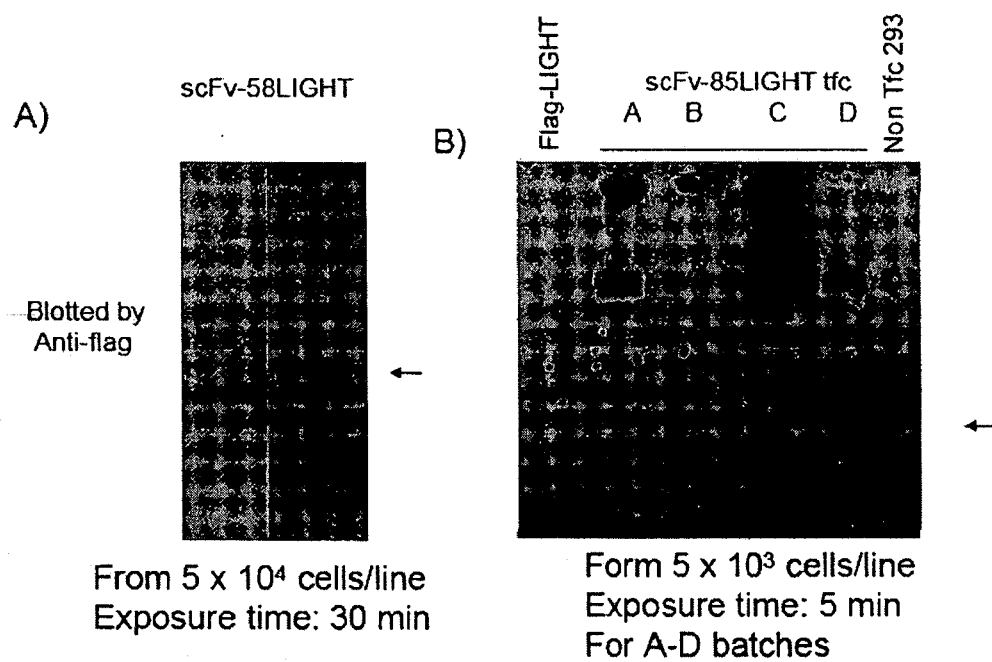 A)
scFv-58LIGHT
Blotted by
Anti-flag
From 5 x 10⁴ cells/line
Exposure time: 30 min
B)
Flag-LIGHT
scFv-85LIGHT tfc
A B C D
Non Tfc 293
Form 5 x 10³ cells/line
Exposure time: 5 min
For A-D batches